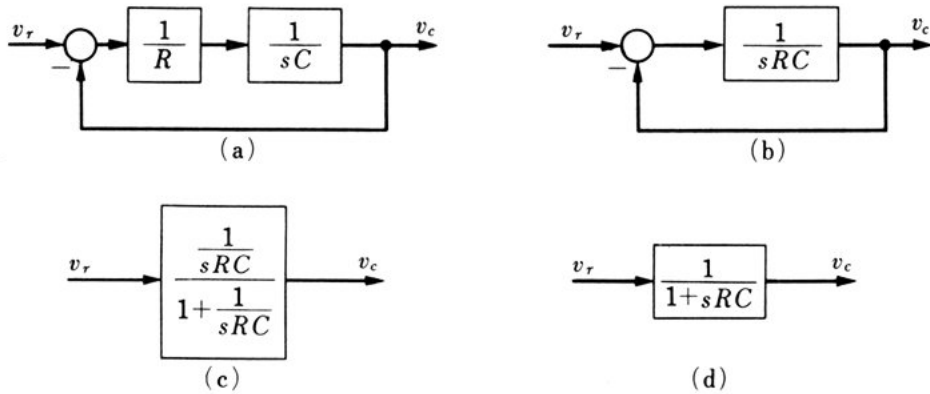 v_r − 1/R 1/sC v_c
(a)
v_r − 1/sRC v_c
(b)
v_r (1/sRC)/(1+1/sRC) v_c
(c)
v_r 1/(1+sRC) v_c
(d)